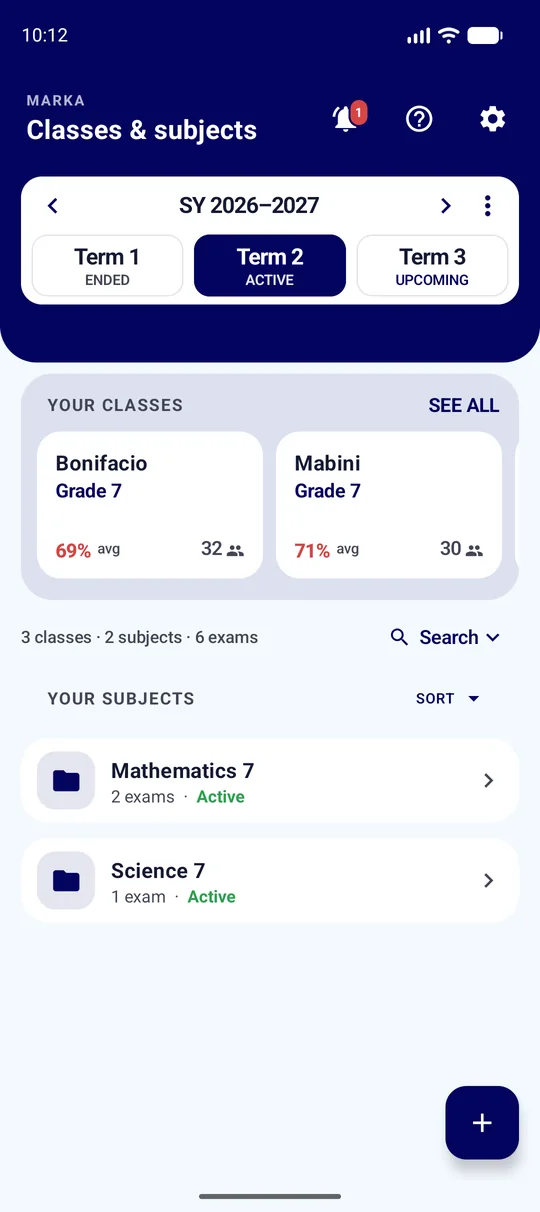 10:12
MARKA
Classes & subjects
1
SY 2026–2027
Term 1
ENDED
Term 2
ACTIVE
Term 3
UPCOMING
YOUR CLASSES
SEE ALL
Bonifacio
Grade 7
69% avg
32
Mabini
Grade 7
71% avg
30
3 classes · 2 subjects · 6 exams
Search
YOUR SUBJECTS
SORT
Mathematics 7
2 exams · Active
Science 7
1 exam · Active